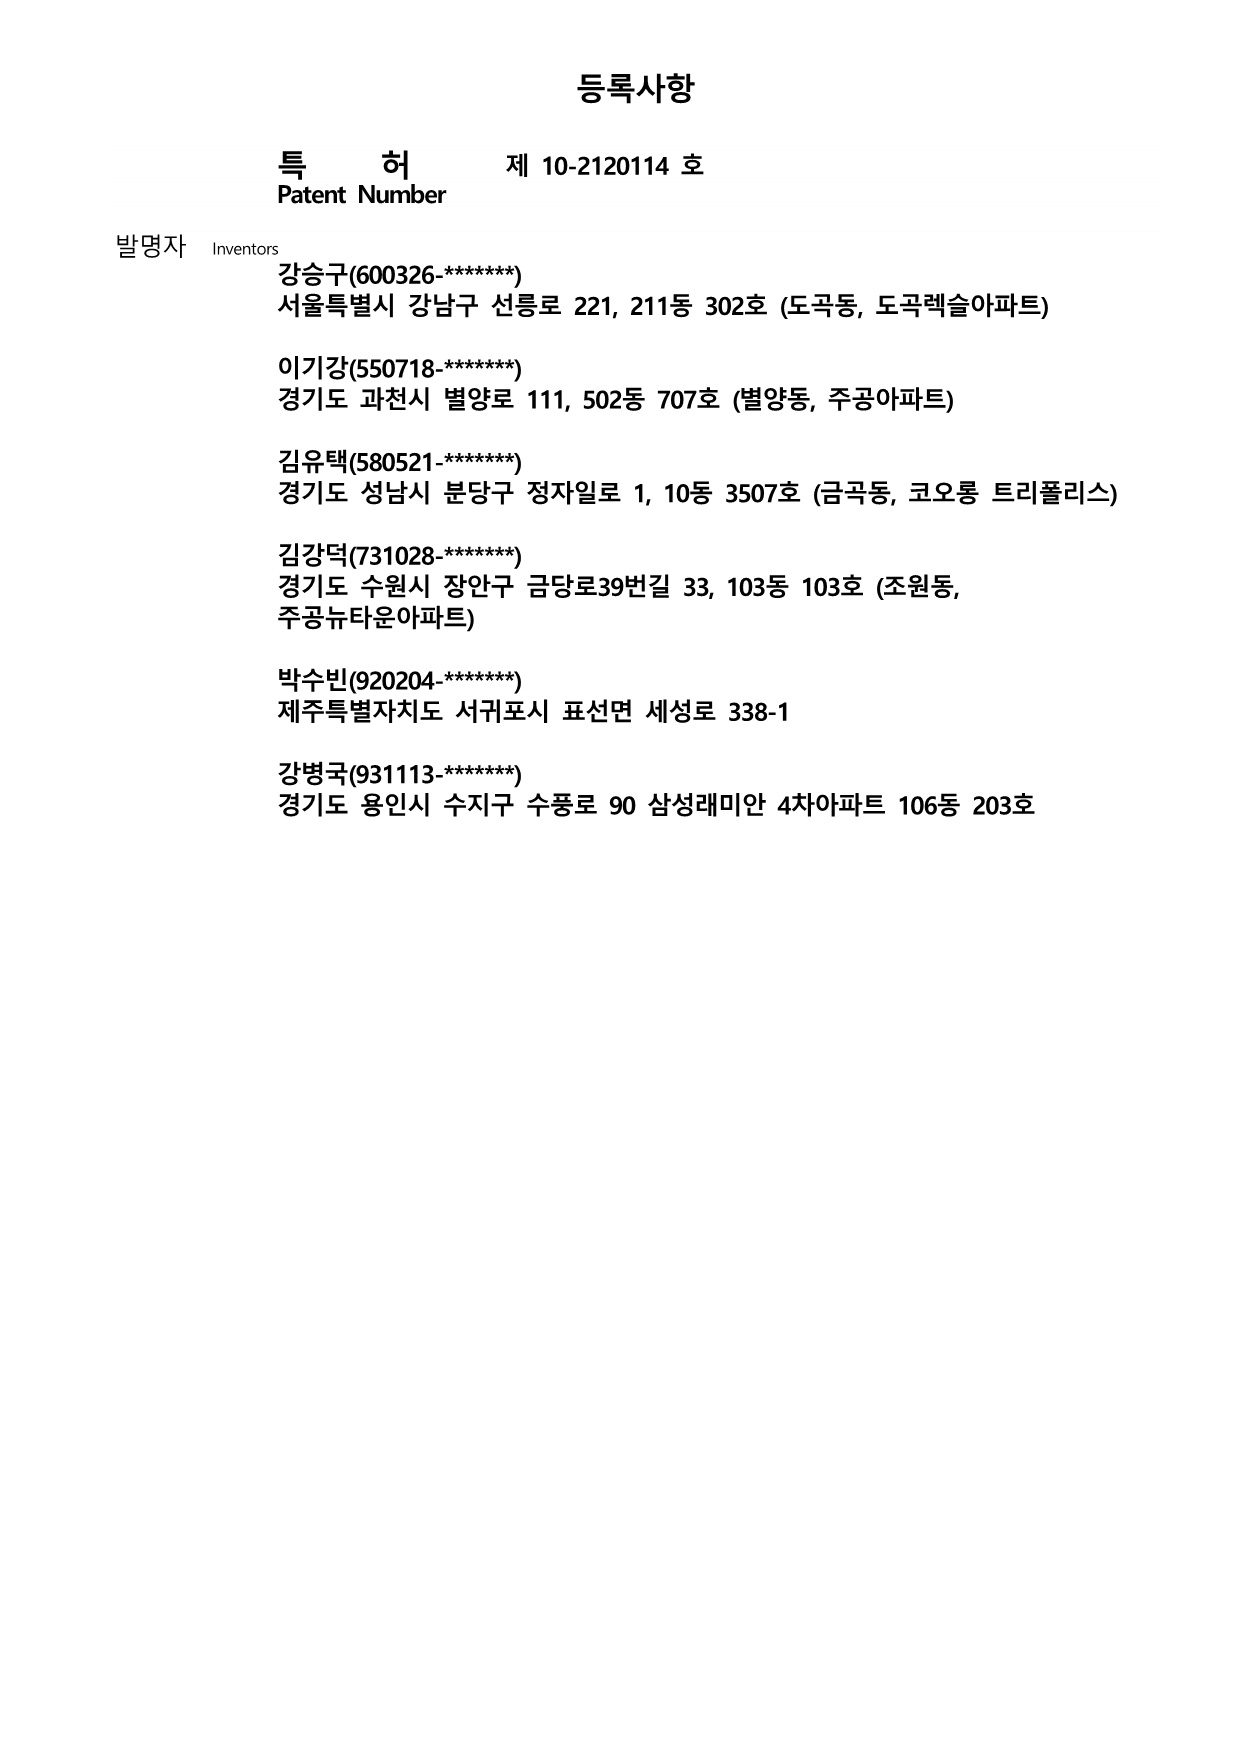 등록사항
특 허 제 10-2120114 호
Patent Number
발명자 Inventors
강승구(600326-*******)
서울특별시 강남구 선릉로 221, 211동 302호 (도곡동, 도곡렉슬아파트)
이기강(550718-*******)
경기도 과천시 별양로 111, 502동 707호 (별양동, 주공아파트)
김유택(580521-*******)
경기도 성남시 분당구 정자일로 1, 10동 3507호 (금곡동, 코오롱 트리폴리스)
김강덕(731028-*******)
경기도 수원시 장안구 금당로39번길 33, 103동 103호 (조원동,
주공뉴타운아파트)
박수빈(920204-*******)
제주특별자치도 서귀포시 표선면 세성로 338-1
강병국(931113-*******)
경기도 용인시 수지구 수풍로 90 삼성래미안 4차아파트 106동 203호